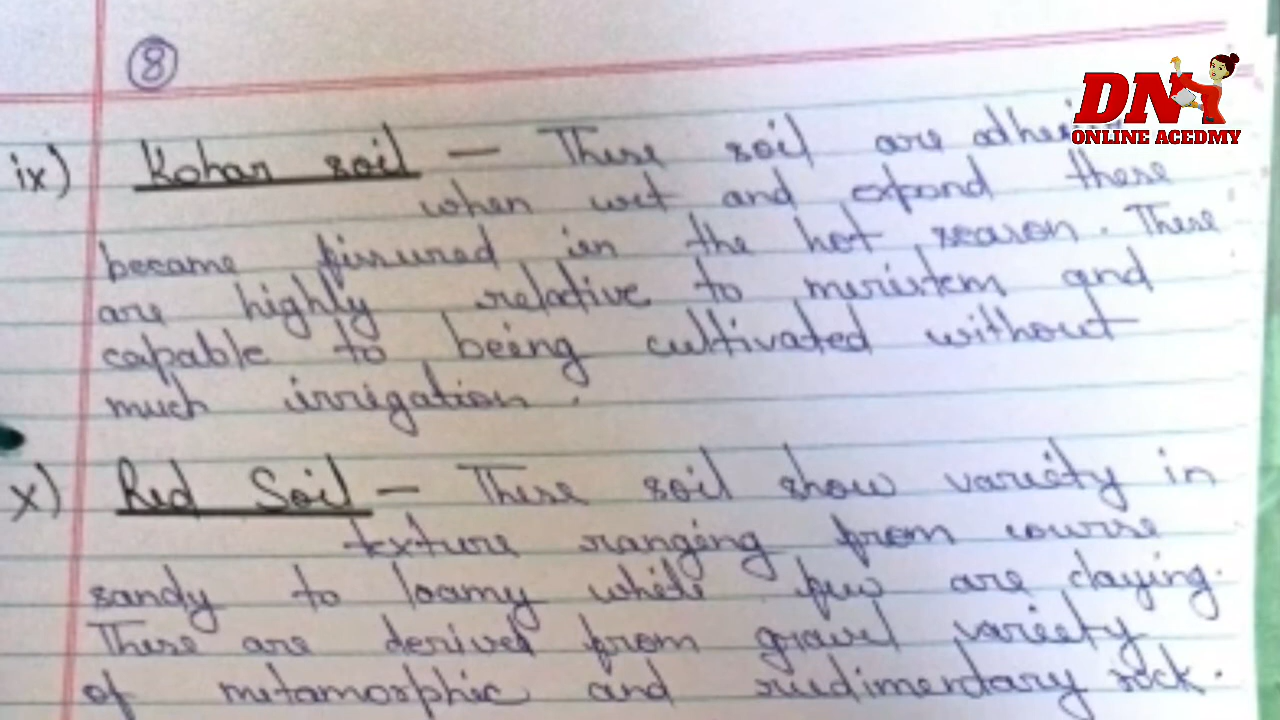 8
DN
ONLINE ACEDMY
ix) Kohar soil — These soil are
when wet and expand these
became fissured in the hot season. These
are highly relative to meristem and
capable to being cultivated without
much irrigation.
x) Red Soil — These soil show variety in
texture ranging from course
sandy to loamy while few are claying.
These are derived from gravel variety
of metamorphic and rudimentary rock.